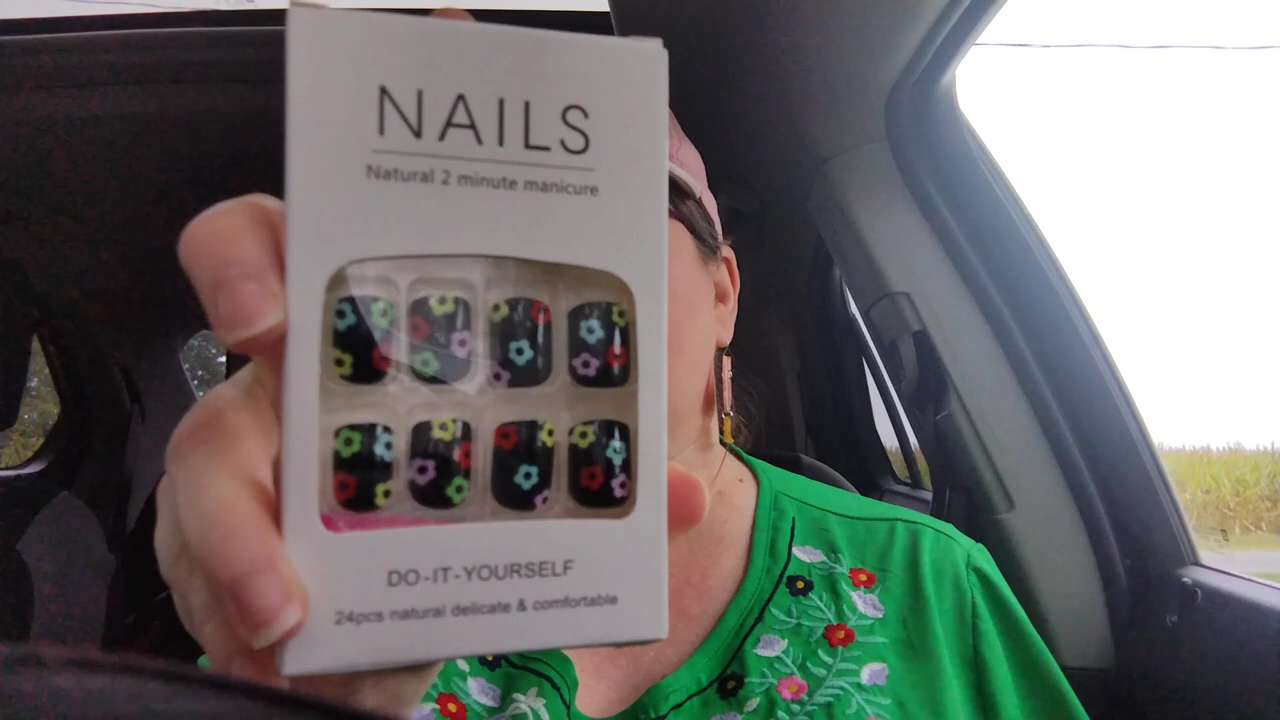 NAILS
Natural 2 minute manicure
DO-IT-YOURSELF
24pcs natural delicate & comfortable